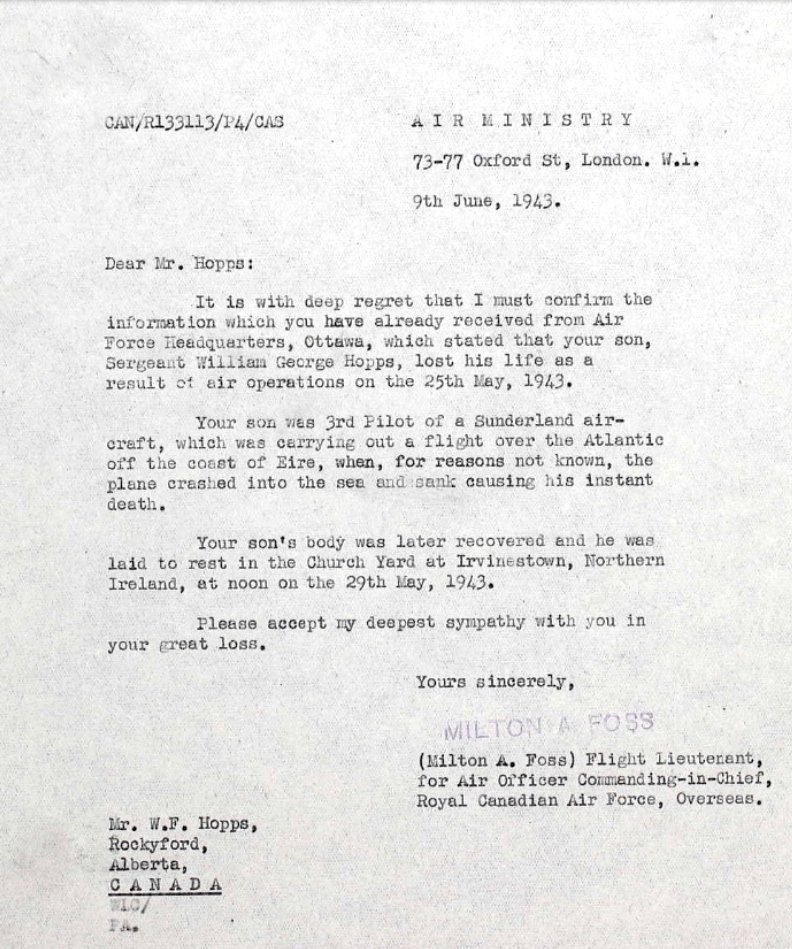 CAN/R133113/P4/CAS
A I R M I N I S T R Y
73-77 Oxford St, London. W.1.
9th June, 1943.
Dear Mr. Hopps:
It is with deep regret that I must confirm the
information which you have already received from Air
Force Headquarters, Ottawa, which stated that your son,
Sergeant William George Hopps, lost his life as a
result of air operations on the 25th May, 1943.
Your son was 3rd Pilot of a Sunderland air-
craft, which was carrying out a flight over the Atlantic
off the coast of Eire, when, for reasons not known, the
plane crashed into the sea and sank causing his instant
death.
Your son's body was later recovered and he was
laid to rest in the Church Yard at Irvinestown, Northern
Ireland, at noon on the 29th May, 1943.
Please accept my deepest sympathy with you in
your great loss.
Yours sincerely,
MILTON A FOSS
(Milton A. Foss) Flight Lieutenant,
for Air Officer Commanding-in-Chief,
Royal Canadian Air Force, Overseas.
Mr. W.F. Hopps,
Rockyford,
Alberta,
C A N A D A
WLC/
PA.